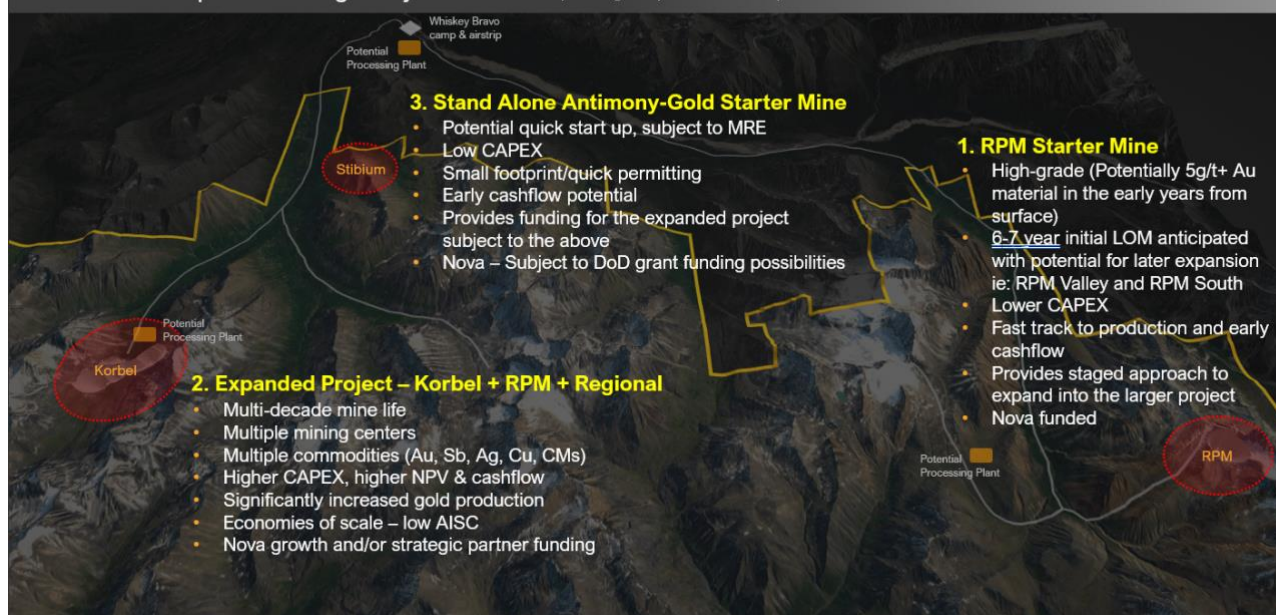 Whiskey Bravo
camp & airstrip
Potential
Processing Plant
3. Stand Alone Antimony-Gold Starter Mine
• Potential quick start up, subject to MRE
• Low CAPEX
• Small footprint/quick permitting
• Early cashflow potential
• Provides funding for the expanded project
subject to the above
• Nova – Subject to DoD grant funding possibilities
Stibium
1. RPM Starter Mine
• High-grade (Potentially 5g/t+ Au
material in the early years from
surface)
• 6-7 year initial LOM anticipated
with potential for later expansion
ie: RPM Valley and RPM South
• Lower CAPEX
• Fast track to production and early
cashflow
• Provides staged approach to
expand into the larger project
• Nova funded
Potential
Processing Plant
Korbel
2. Expanded Project – Korbel + RPM + Regional
• Multi-decade mine life
• Multiple mining centers
• Multiple commodities (Au, Sb, Ag, Cu, CMs)
• Higher CAPEX, higher NPV & cashflow
• Significantly increased gold production
• Economies of scale – low AISC
• Nova growth and/or strategic partner funding
Potential
Processing Plant
RPM